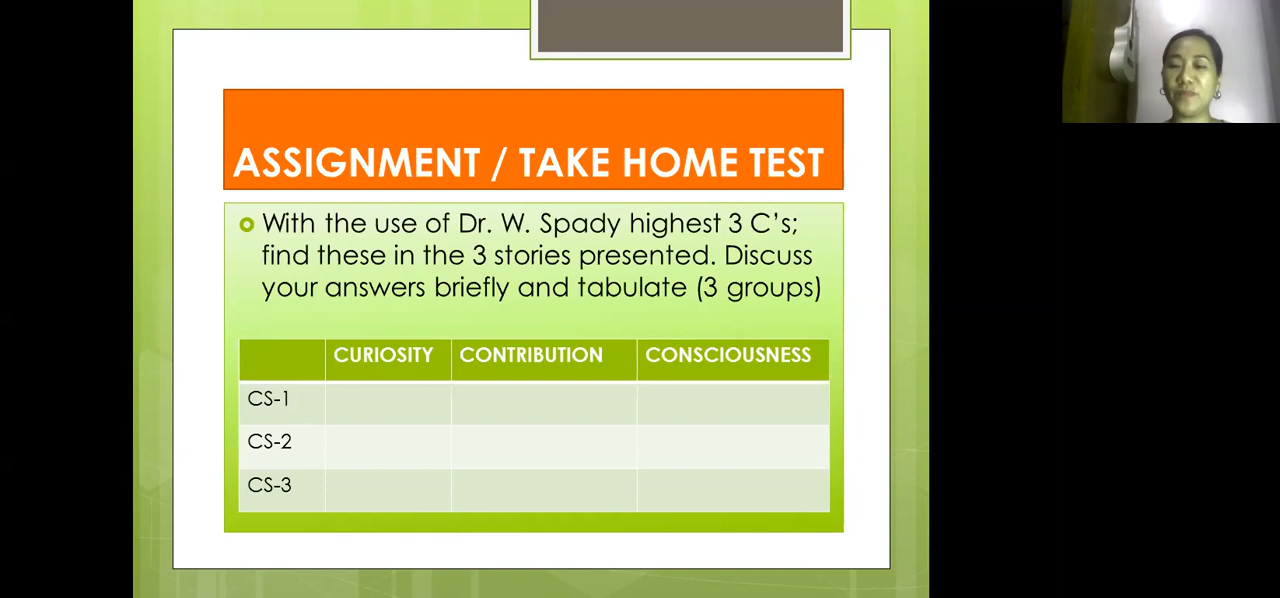 ASSIGNMENT / TAKE HOME TEST
With the use of Dr. W. Spady highest 3 C's;
find these in the 3 stories presented. Discuss
your answers briefly and tabulate (3 groups)
CURIOSITY CONTRIBUTION CONSCIOUSNESS
CS-1
CS-2
CS-3